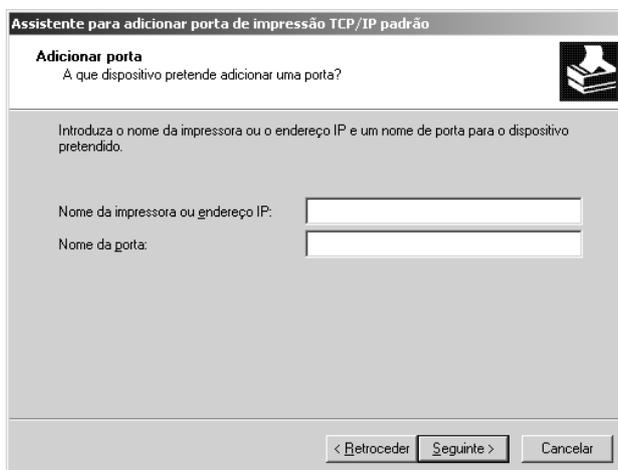 Assistente para adicionar porta de impressão TCP/IP padrão
Adicionar porta
A que dispositivo pretende adicionar uma porta?
Introduza o nome da impressora ou o endereço IP e um nome de porta para o dispositivo
pretendido.
Nome da impressora ou endereço IP:
Nome da porta:
< Retroceder Seguinte > Cancelar